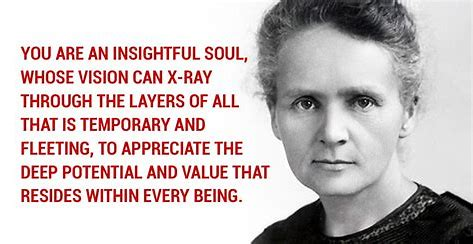 YOU ARE AN INSIGHTFUL SOUL,
WHOSE VISION CAN X-RAY
THROUGH THE LAYERS OF ALL
THAT IS TEMPORARY AND
FLEETING, TO APPRECIATE THE
DEEP POTENTIAL AND VALUE THAT
RESIDES WITHIN EVERY BEING.